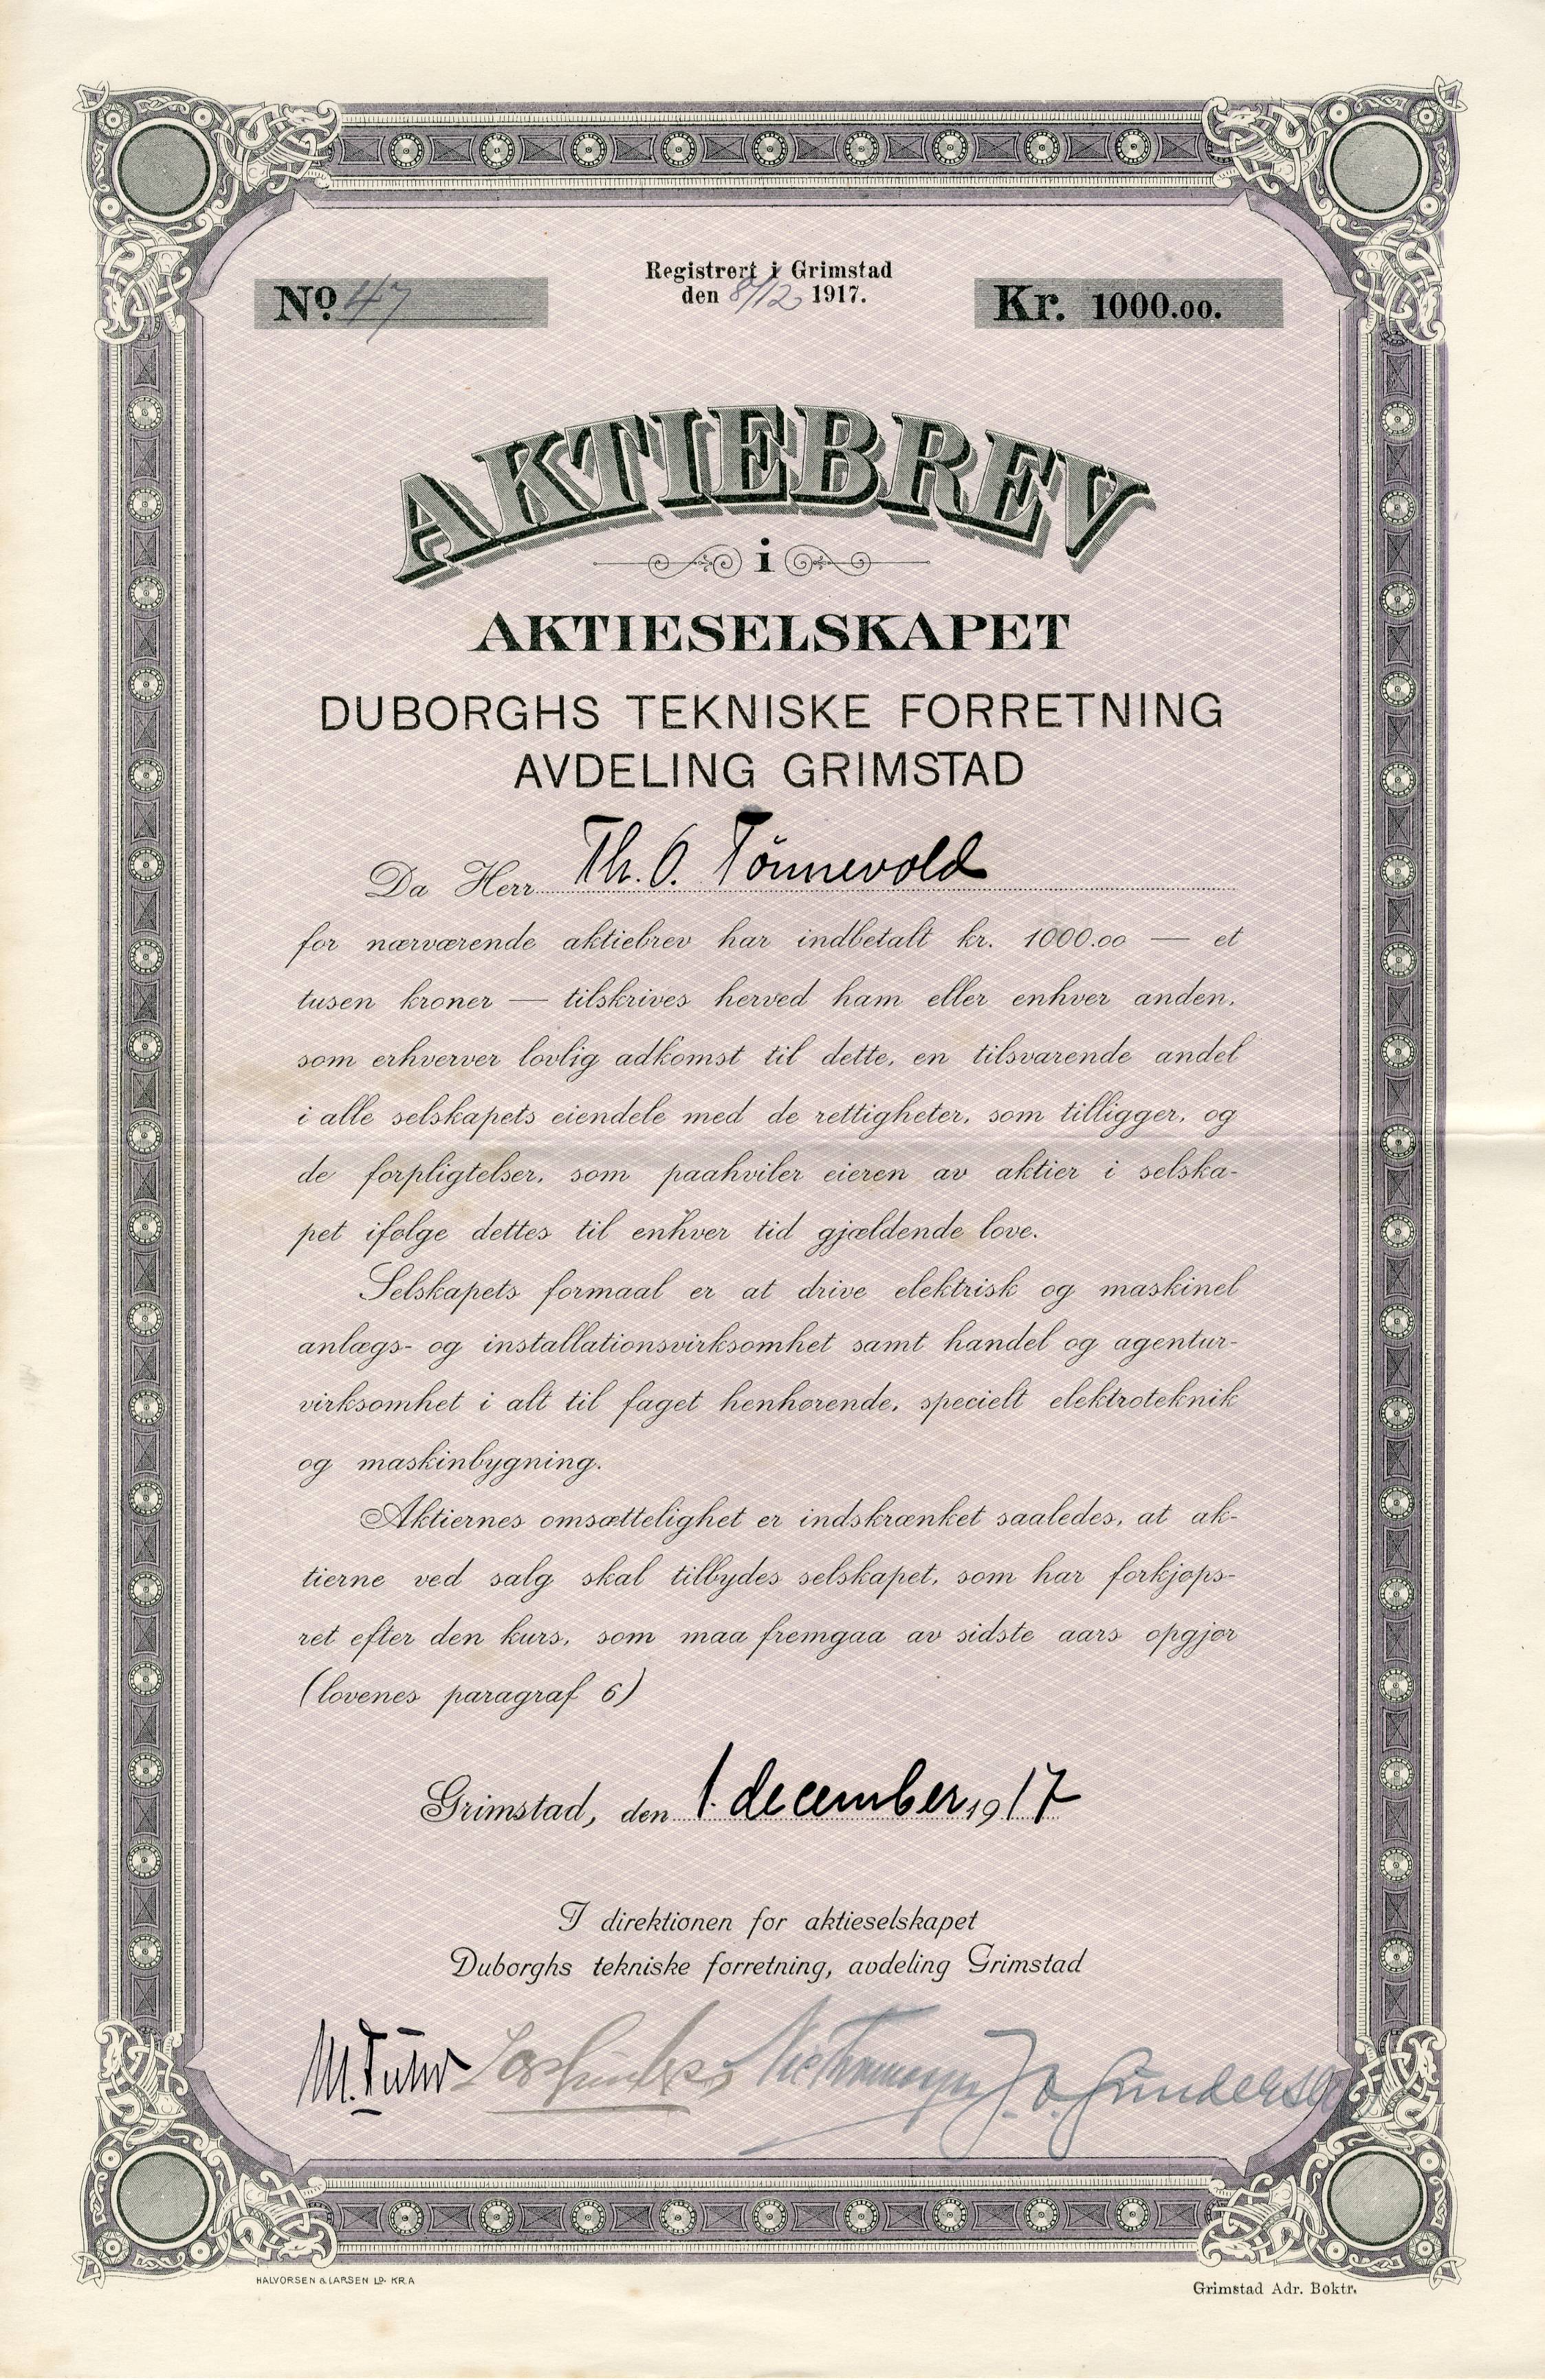 Registrert i Grimstad
No. 47
den 8/12 1917.
Kr. 1000.00.
AKTIEBREV
i
AKTIESELSKAPET
DUBORGHS TEKNISKE FORRETNING
AVDELING GRIMSTAD
Da Herr Th. O. Tönnevold
for nærværende aktiebrev har indbetalt kr. 1000.00 — et
tusen kroner — tilskrives herved ham eller enhver anden,
som erhverver lovlig adkomst til dette, en tilsvarende andel
i alle selskapets eiendele med de rettigheter, som tilligger, og
de forpligtelser, som paahviler eieren av aktier i selska-
pet ifølge dettes til enhver tid gjældende love.
Selskapets formaal er at drive elektrisk og maskinel
anlægs- og installationsvirksomhet samt handel og agentur-
virksomhet i alt til faget henhørende, specielt elektroteknik
og maskinbygning.
Aktiernes omsættelighet er indskrænket saaledes, at ak-
tierne ved salg skal tilbydes selskapet, som har forkjøps-
ret efter den kurs, som maa fremgaa av sidste aars opgjør
(lovenes paragraf 6)
Grimstad, den 1. december 1917
I direktionen for aktieselskapet
Duborghs tekniske forretning, avdeling Grimstad
J. O. Gundersen
HALVORSEN & LARSEN LD. KR.A
Grimstad Adr. Boktr.